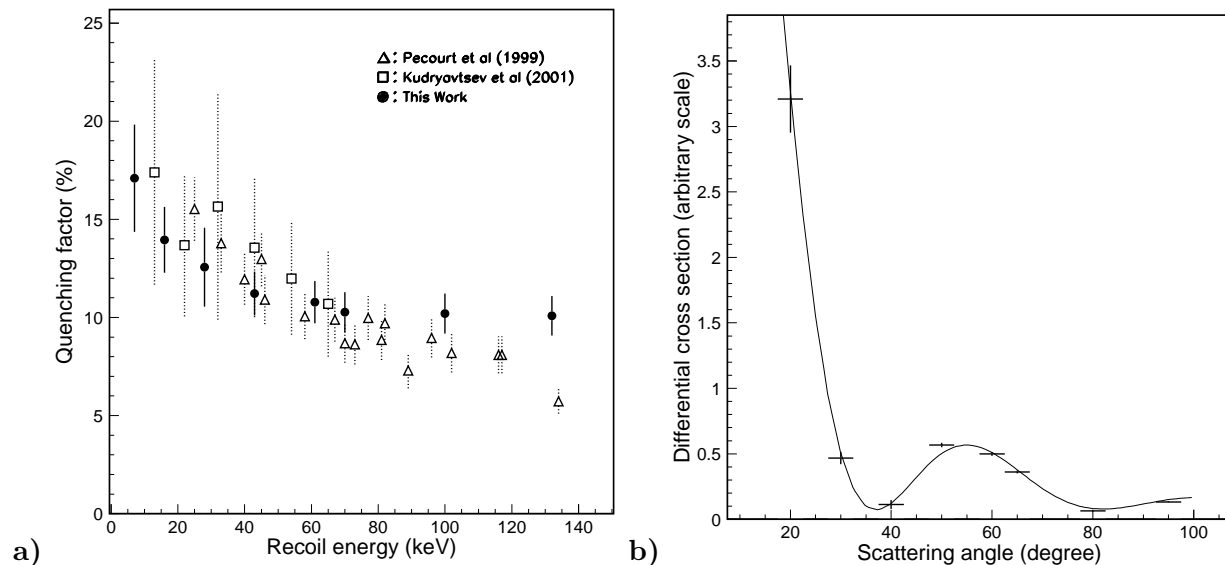 25
20
15
10
5
0
Quenching factor (%)
△: Pecourt et al (1999)
□: Kudryavtsev et al (2001)
●: This Work
0 20 40 60 80 100 120 140
Recoil energy (keV)
a)
3.5
3
2.5
2
1.5
1
0.5
0
Differential cross section (arbitrary scale)
20 40 60 80 100
Scattering angle (degree)
b)